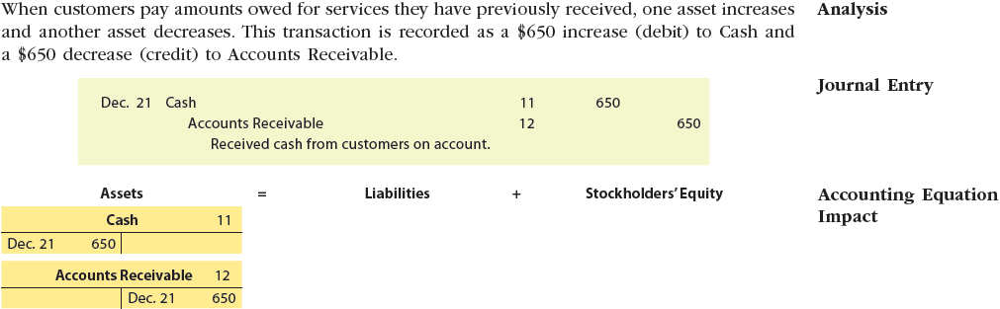 When customers pay amounts owed for services they have previously received, one asset increases
and another asset decreases. This transaction is recorded as a $650 increase (debit) to Cash and
a $650 decrease (credit) to Accounts Receivable.
Analysis
Journal Entry
Dec. 21 Cash 11 650
Accounts Receivable 12 650
Received cash from customers on account.
Assets = Liabilities + Stockholders' Equity
Accounting Equation
Impact
Cash 11
Dec. 21 650
Accounts Receivable 12
Dec. 21 650